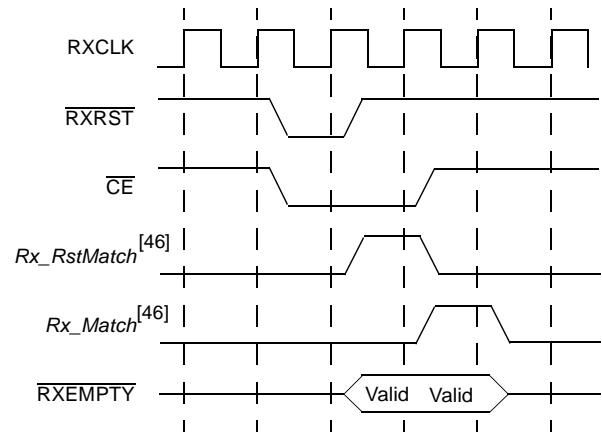 RXCLK
RXRST
CE
Rx_RstMatch[46]
Rx_Match[46]
RXEMPTY
Valid Valid